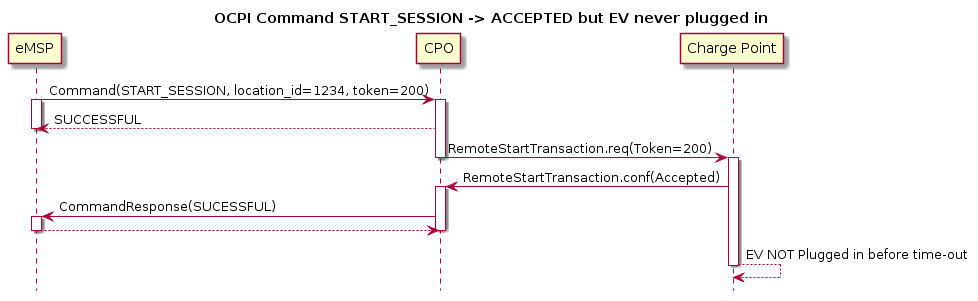 OCPI Command START_SESSION -> ACCEPTED but EV never plugged in
eMSP
CPO
Charge Point
Command(START_SESSION, location_id=1234, token=200)
SUCCESSFUL
RemoteStartTransaction.req(Token=200)
RemoteStartTransaction.conf(Accepted)
CommandResponse(SUCESSFUL)
EV NOT Plugged in before time-out